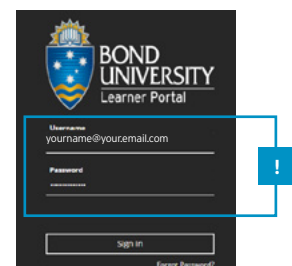 BOND
UNIVERSITY
Learner Portal
Username
yourname@your.email.com
Password
!
Sign in
Forgot Password?